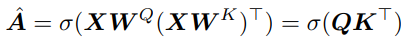 Â = σ(XW^Q(XW^K)^⊤) = σ(QK^⊤)